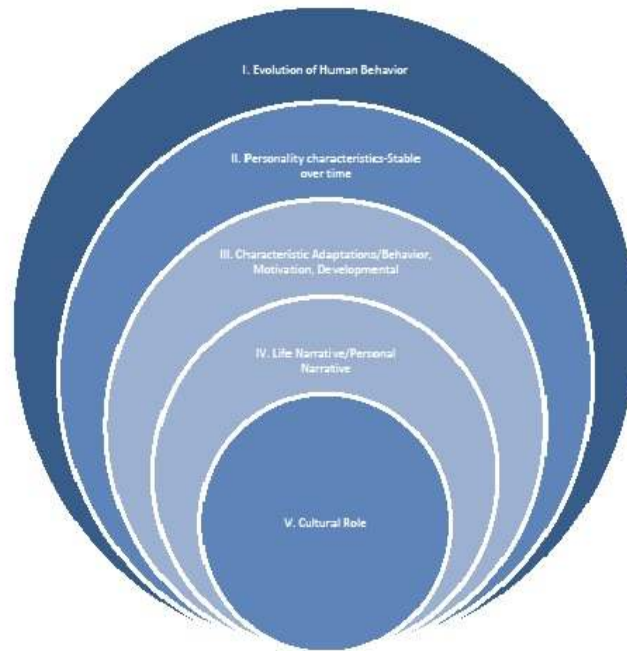 I. Evolution of Human Behavior
II. Personality characteristics-Stable
over time
III. Characteristic Adaptations/Behavior,
Motivation, Developmental
IV. Life Narrative/Personal
Narrative
V. Cultural Role